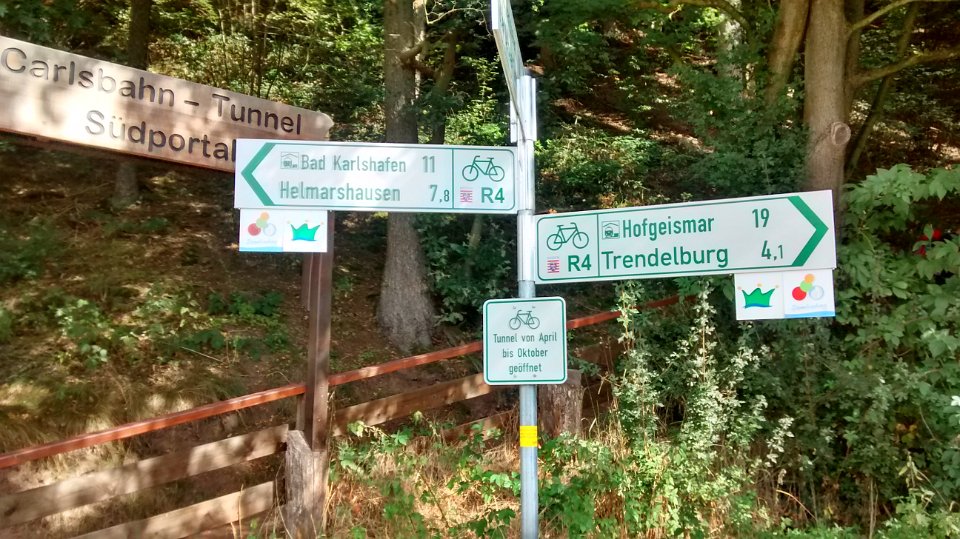 Carlsbahn - Tunnel
Südportal
Bad Karlshafen 11
Helmarshausen 7,8
R4
Hofgeismar 19
Trendelburg 4,1
R4
Tunnel von April
bis Oktober
geöffnet